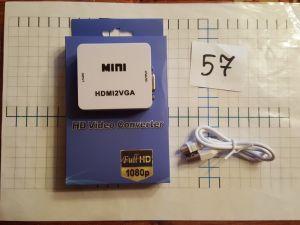 MINI
HDMI2VGA
57
HD Video Converter
Full HD
1080p